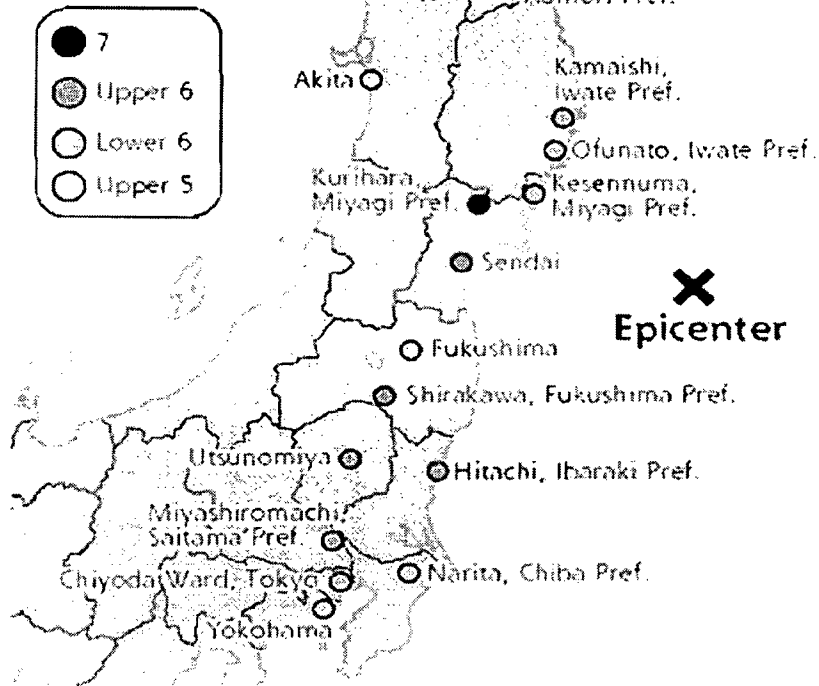 7
Upper 6
Lower 6
Upper 5
Akita
Kamaishi,
Iwate Pref.
Ofunato, Iwate Pref.
Kurihara,
Miyagi Pref.
Kesennuma,
Miyagi Pref.
Sendai
Epicenter
Fukushima
Shirakawa, Fukushima Pref.
Utsunomiya
Hitachi, Ibaraki Pref.
Miyashiromachi,
Saitama Pref.
Chiyoda Ward, Tokyo
Narita, Chiba Pref.
Yokohama